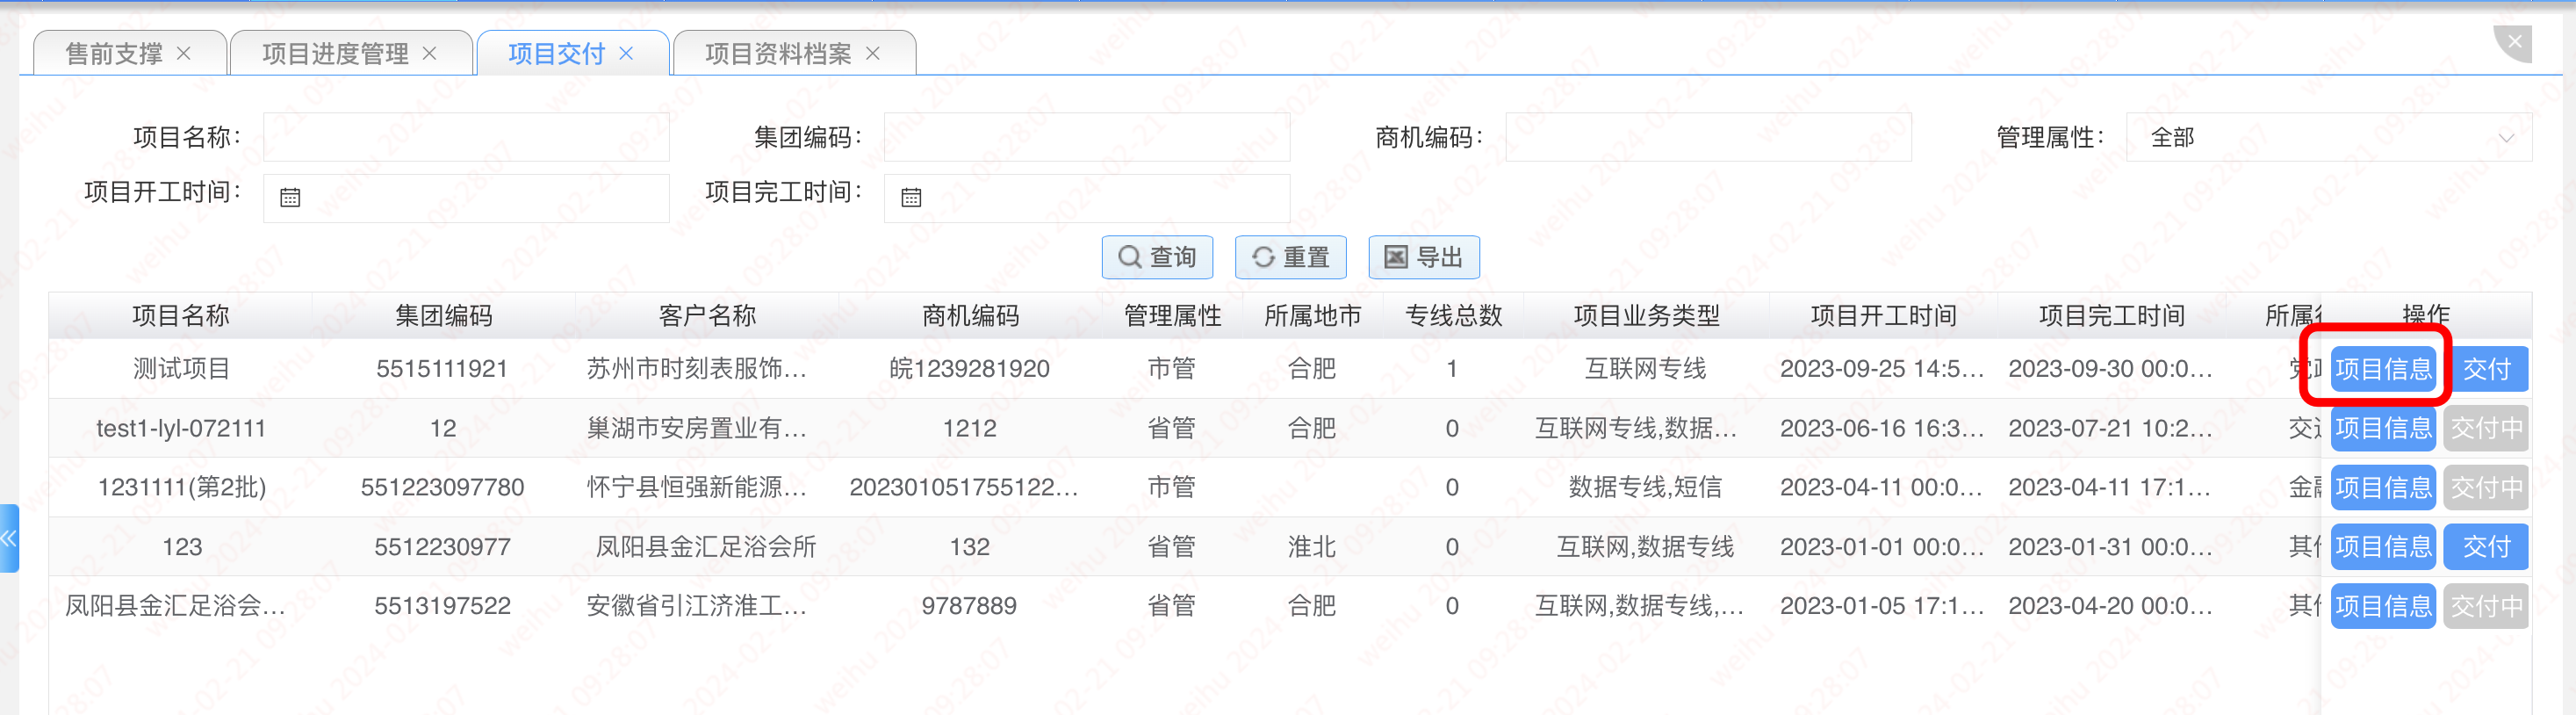 售前支撑 项目进度管理 项目交付 项目资料档案
项目名称： 集团编码： 商机编码： 管理属性： 全部
项目开工时间： 项目完工时间：
查询 重置 导出
项目名称 集团编码 客户名称 商机编码 管理属性 所属地市 专线总数 项目业务类型 项目开工时间 项目完工时间 所属 操作
测试项目 5515111921 苏州市时刻表服饰... 皖1239281920 市管 合肥 1 互联网专线 2023-09-25 14:5... 2023-09-30 00:0... 党 项目信息 交付
test1-lyl-072111 12 巢湖市安房置业有... 1212 省管 合肥 0 互联网专线,数据... 2023-06-16 16:3... 2023-07-21 10:2... 交 项目信息 交付中
1231111(第2批) 551223097780 怀宁县恒强新能源... 202301051755122... 市管 0 数据专线,短信 2023-04-11 00:0... 2023-04-11 17:1... 金 项目信息 交付中
123 5512230977 凤阳县金汇足浴会所 132 省管 淮北 0 互联网,数据专线 2023-01-01 00:0... 2023-01-31 00:0... 其 项目信息 交付
凤阳县金汇足浴会... 5513197522 安徽省引江济淮工... 9787889 省管 合肥 0 互联网,数据专线,... 2023-01-05 17:1... 2023-04-20 00:0... 其 项目信息 交付中
weihu 2024-02-21 09:28:07